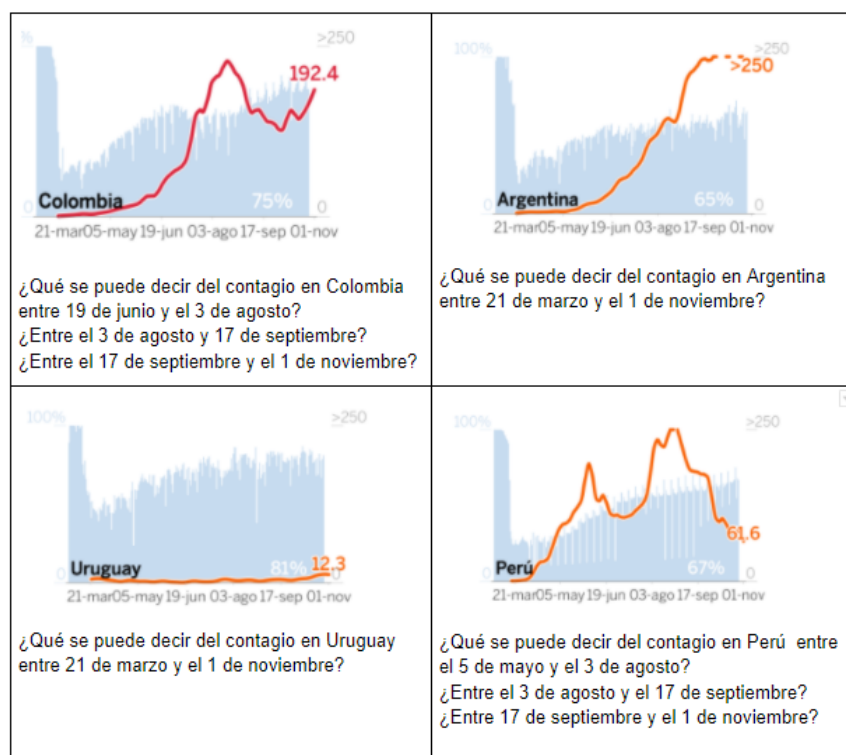 %
>250
192.4
Colombia
75%
0
0
21-mar05-may 19-jun 03-ago 17-sep 01-nov
¿Qué se puede decir del contagio en Colombia
entre 19 de junio y el 3 de agosto?
¿Entre el 3 de agosto y 17 de septiembre?
¿Entre el 17 de septiembre y el 1 de noviembre?
100%
>250
>250
Argentina
65%
0
0
21-mar05-may 19-jun 03-ago 17-sep 01-nov
¿Qué se puede decir del contagio en Argentina
entre 21 de marzo y el 1 de noviembre?
100%
>250
Uruguay
81%
12.3
0
0
21-mar05-may 19-jun 03-ago 17-sep 01-nov
¿Qué se puede decir del contagio en Uruguay
entre 21 de marzo y el 1 de noviembre?
100%
>250
61.6
Perú
67%
0
0
21-mar05-may 19-jun 03-ago 17-sep 01-nov
¿Qué se puede decir del contagio en Perú entre
el 5 de mayo y el 3 de agosto?
¿Entre el 3 de agosto y el 17 de septiembre?
¿Entre 17 de septiembre y el 1 de noviembre?